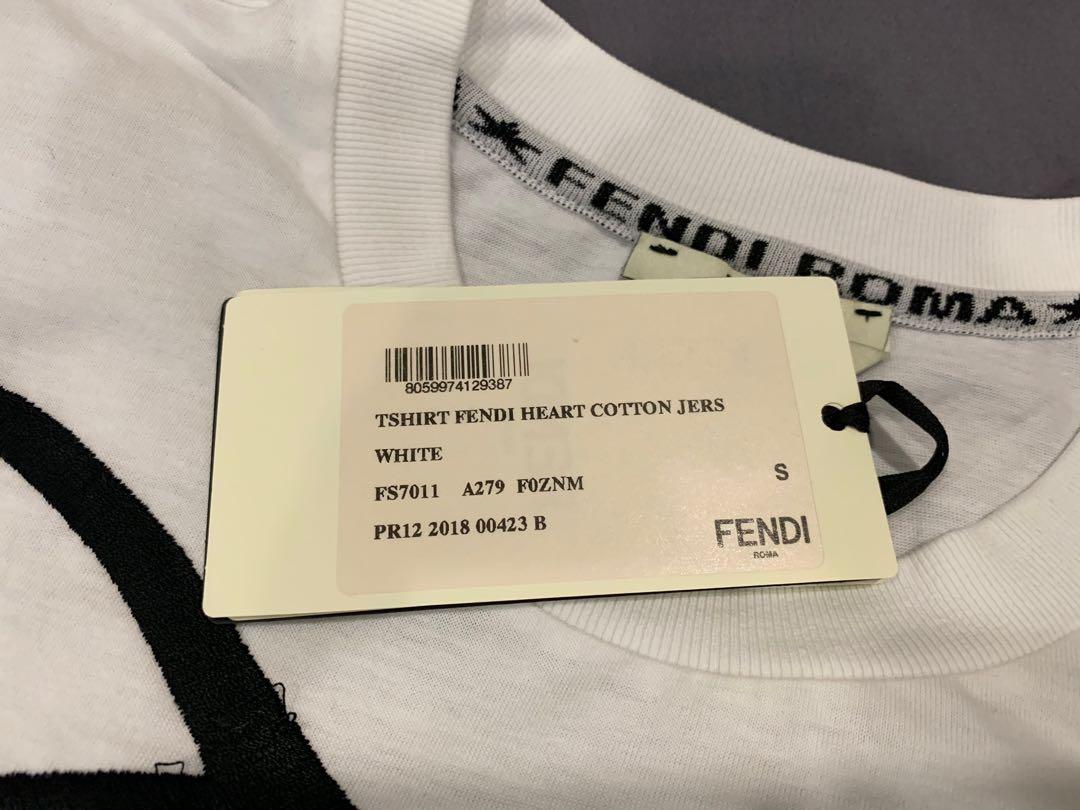 FENDI ROMA
8059974129387
TSHIRT FENDI HEART COTTON JERS
WHITE
FS7011 A279 F0ZNM
S
PR12 2018 00423 B
FENDI
ROMA